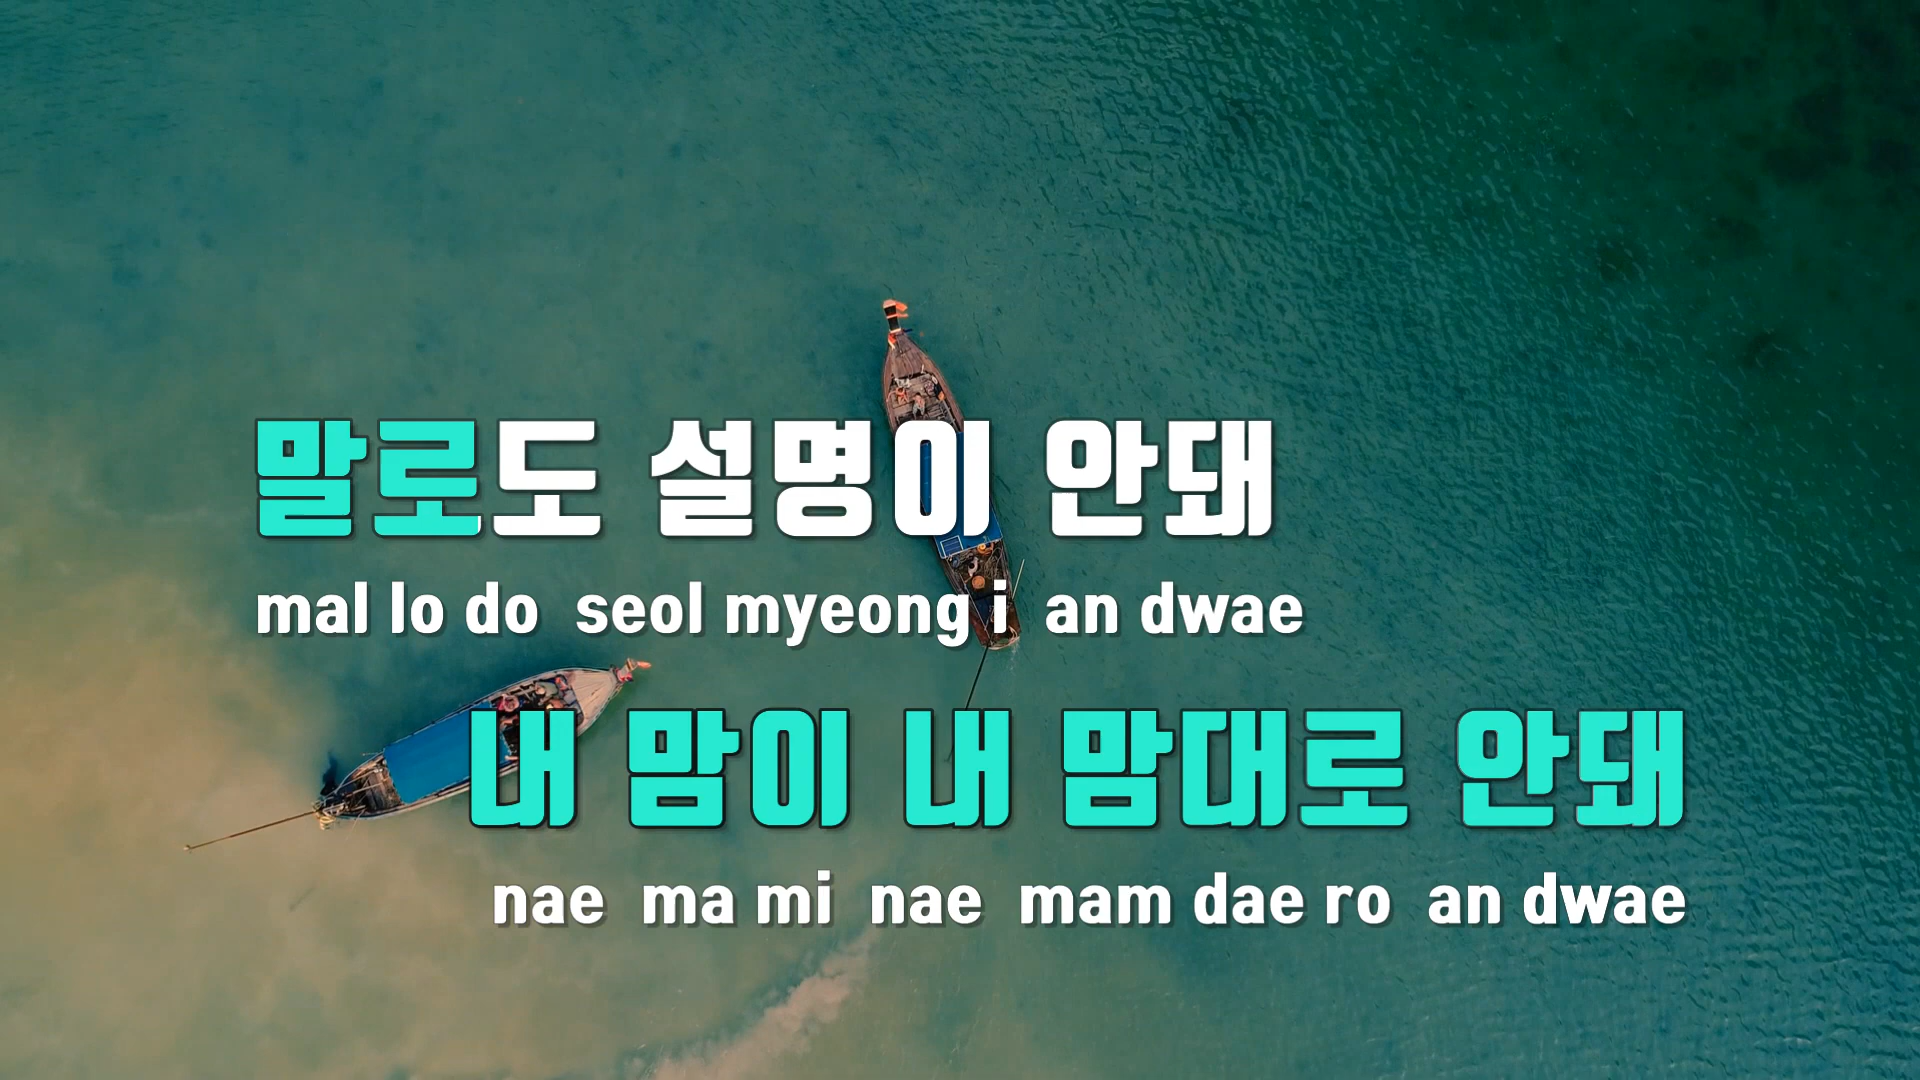 말로도 설명이 안돼
mal lo do seol myeong i an dwae
내 맘이 내 맘대로 안돼
nae ma mi nae mam dae ro an dwae